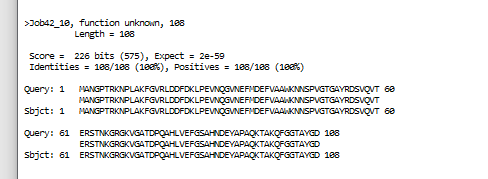 >Job42_10, function unknown, 108
Length = 108
Score = 226 bits (575), Expect = 2e-59
Identities = 108/108 (100%), Positives = 108/108 (100%)
Query: 1 MANGPTRKNPLAKFGVRLDDFDKLPEVNQGVNEFMDEFVAAWKNNSPVGTGAYRDSVQVT 60
MANGPTRKNPLAKFGVRLDDFDKLPEVNQGVNEFMDEFVAAWKNNSPVGTGAYRDSVQVT
Sbjct: 1 MANGPTRKNPLAKFGVRLDDFDKLPEVNQGVNEFMDEFVAAWKNNSPVGTGAYRDSVQVT 60
Query: 61 ERSTNKGRGKVGATDPQAHLVEFGSAHNDEYAPAQKTAKQFGGTAYGD 108
ERSTNKGRGKVGATDPQAHLVEFGSAHNDEYAPAQKTAKQFGGTAYGD
Sbjct: 61 ERSTNKGRGKVGATDPQAHLVEFGSAHNDEYAPAQKTAKQFGGTAYGD 108